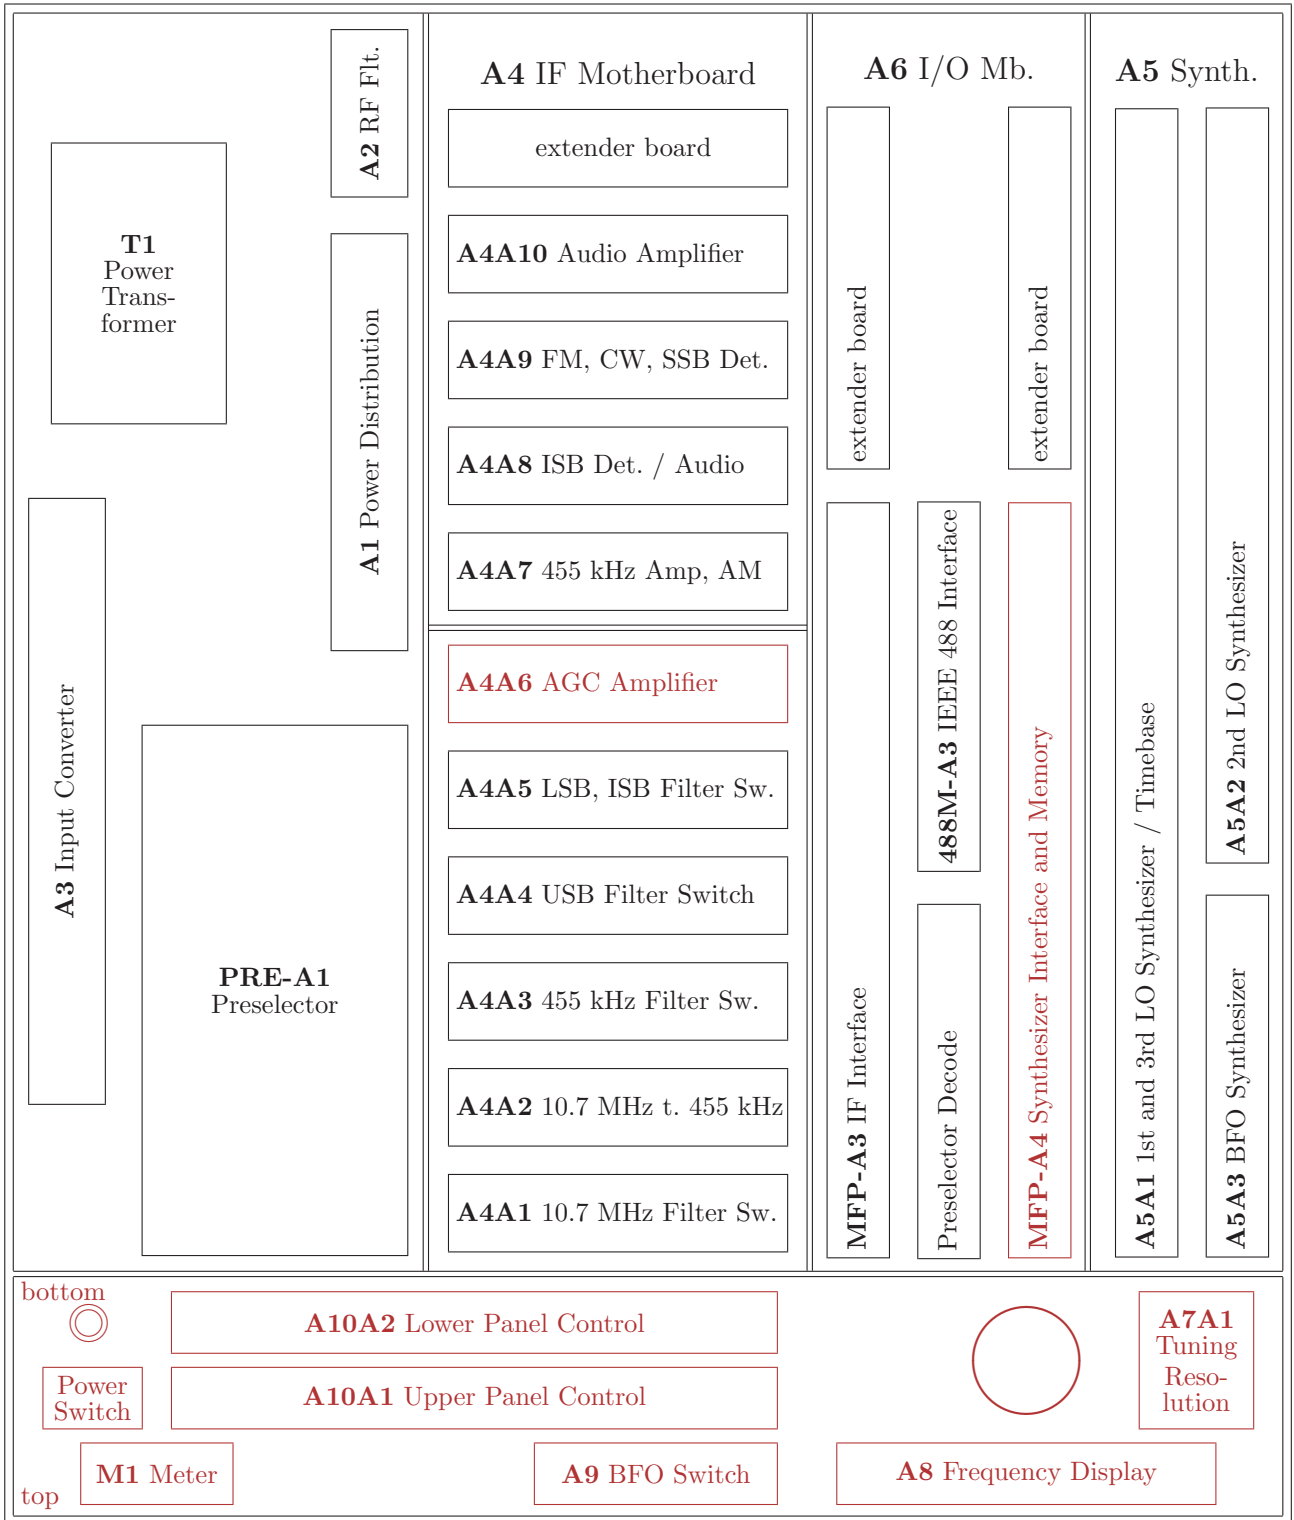 A2 RF Flt.
T1
Power
Trans-
former
A1 Power Distribution
A3 Input Converter
PRE-A1
Preselector
A4 IF Motherboard
extender board
A4A10 Audio Amplifier
A4A9 FM, CW, SSB Det.
A4A8 ISB Det. / Audio
A4A7 455 kHz Amp, AM
A4A6 AGC Amplifier
A4A5 LSB, ISB Filter Sw.
A4A4 USB Filter Switch
A4A3 455 kHz Filter Sw.
A4A2 10.7 MHz t. 455 kHz
A4A1 10.7 MHz Filter Sw.
A6 I/O Mb.
extender board
extender board
MFP-A3 IF Interface
488M-A3 IEEE 488 Interface
Preselector Decode
MFP-A4 Synthesizer Interface and Memory
A5 Synth.
A5A1 1st and 3rd LO Synthesizer / Timebase
A5A2 2nd LO Synthesizer
A5A3 BFO Synthesizer
bottom
A10A2 Lower Panel Control
A7A1
Tuning
Reso-
lution
Power
Switch
A10A1 Upper Panel Control
M1 Meter
A9 BFO Switch
A8 Frequency Display
top